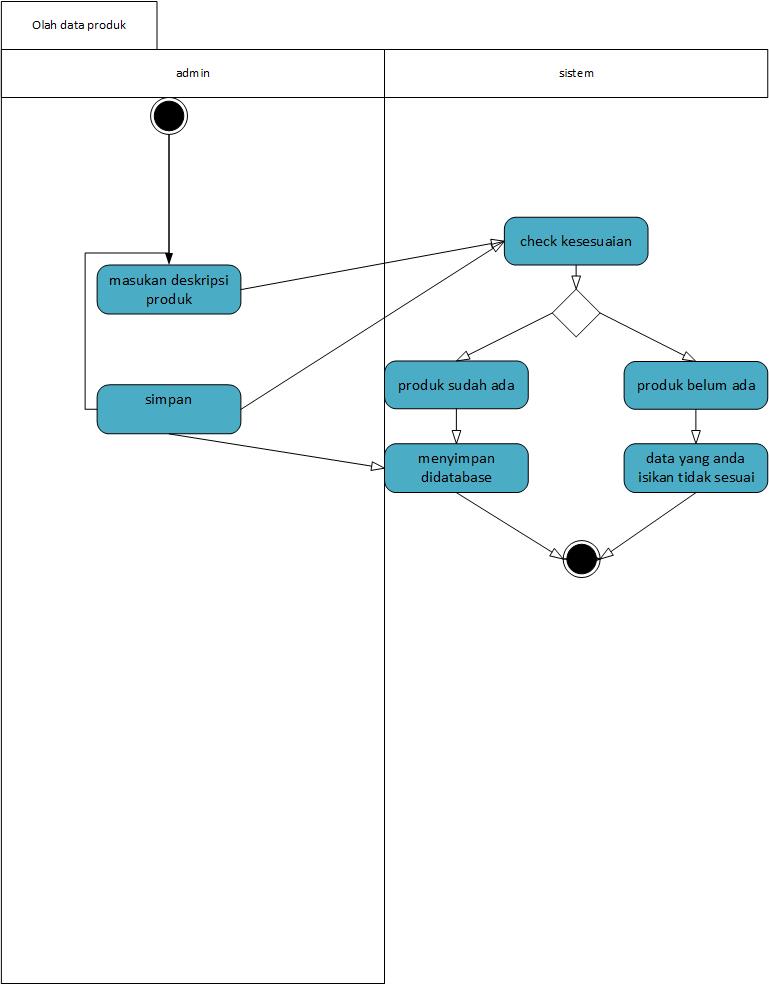 Olah data produk
admin
sistem
check kesesuaian
masukan deskripsi
produk
simpan
produk sudah ada
produk belum ada
menyimpan
didatabase
data yang anda
isikan tidak sesuai